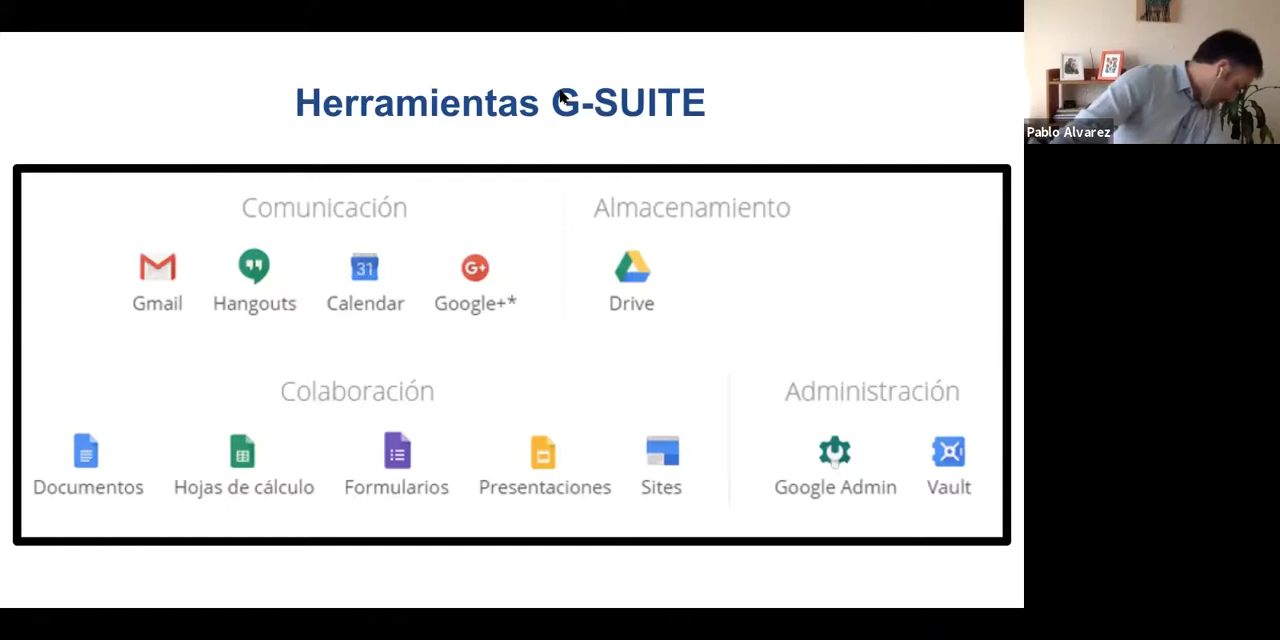 Herramientas G-SUITE
Pablo Alvarez
Comunicación
Almacenamiento
31
G+
Gmail
Hangouts
Calendar
Google+*
Drive
Colaboración
Administración
Documentos
Hojas de cálculo
Formularios
Presentaciones
Sites
Google Admin
Vault